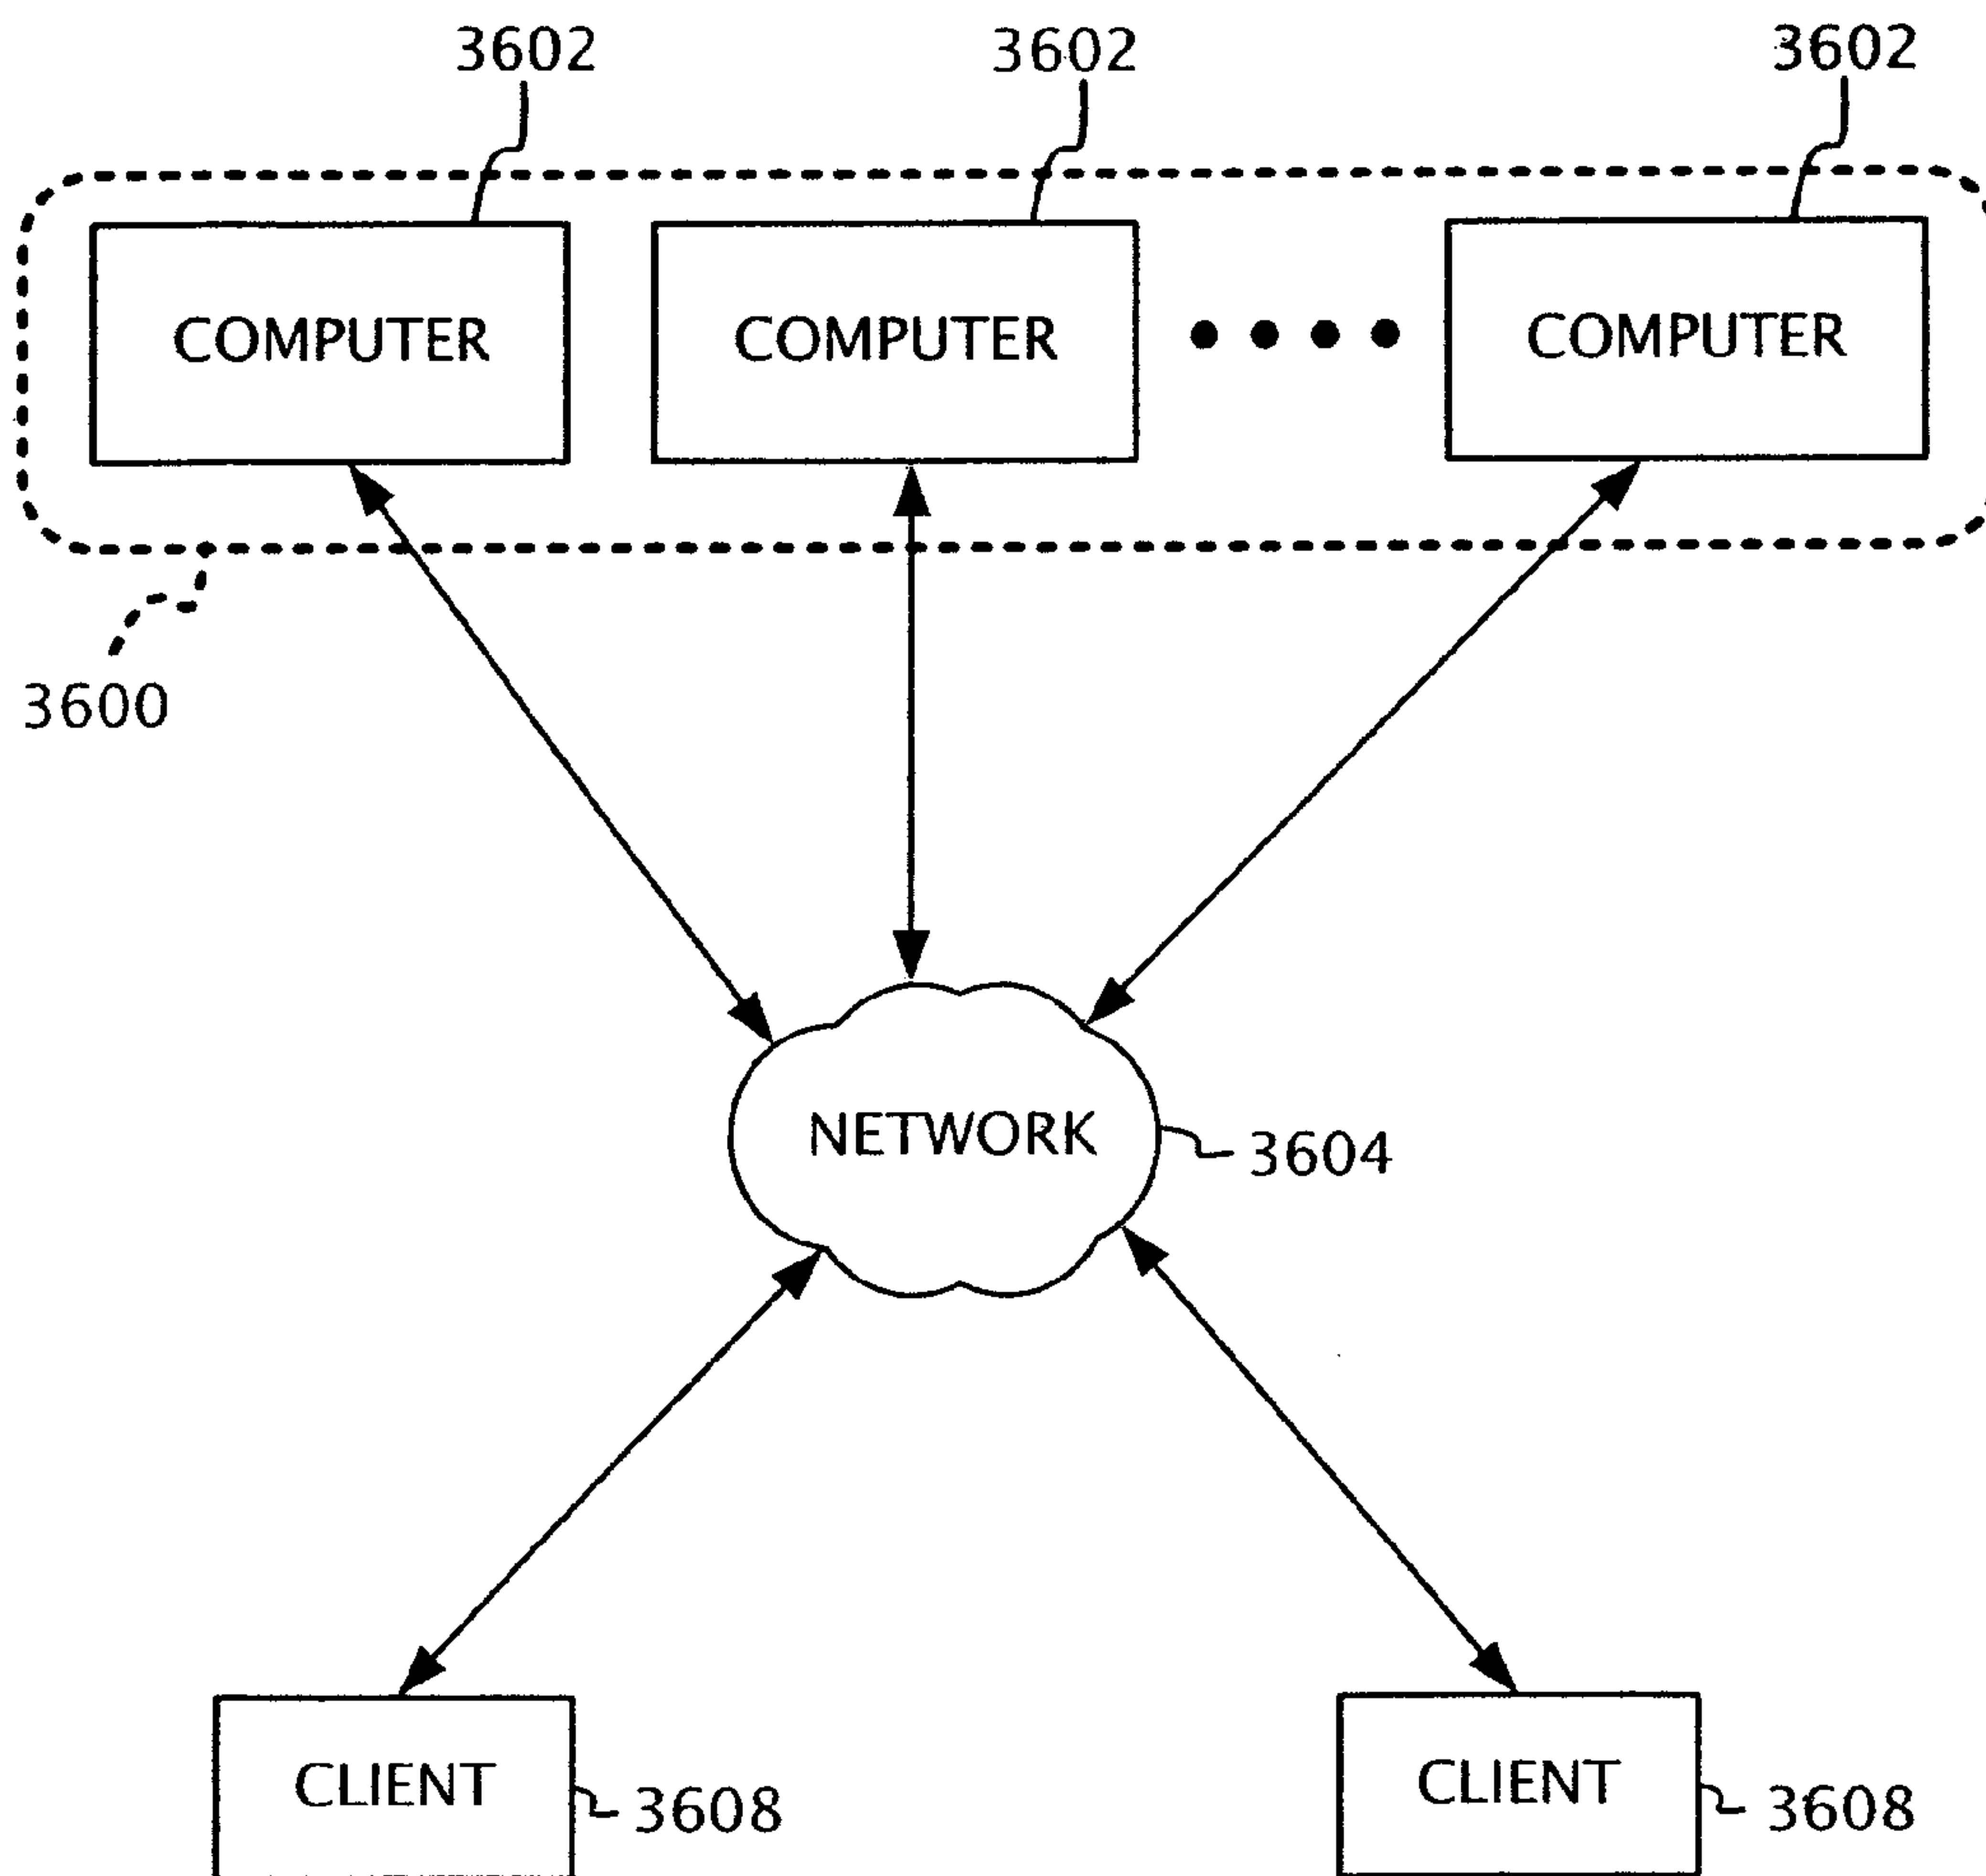 3602 3602 3602
COMPUTER COMPUTER COMPUTER
3600
NETWORK 3604
CLIENT 3608 CLIENT 3608